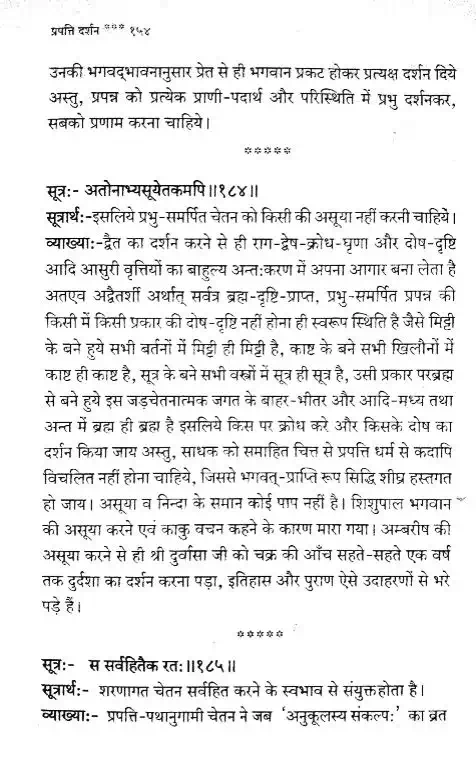 प्रपत्ति दर्शन *** १५४
उनकी भगवद्भावनानुसार प्रेत से ही भगवान प्रकट होकर प्रत्यक्ष दर्शन दिये
अस्तु, प्रपन्न को प्रत्येक प्राणी-पदार्थ और परिस्थिति में प्रभु दर्शनकर,
सबको प्रणाम करना चाहिये।
*****
सूत्र:- अतोनाभ्यसूयेतकमपि॥१८४॥
सूत्रार्थ:-इसलिये प्रभु-समर्पित चेतन को किसी की असूया नहीं करनी चाहिये।
व्याख्या:-द्वैत का दर्शन करने से ही राग-द्वेष-क्रोध-घृणा और दोष-दृष्टि
आदि आसुरी वृत्तियों का बाहुल्य अन्त:करण में अपना आगार बना लेता है
अतएव अद्वैतर्शी अर्थात् सर्वत्र ब्रह्म-दृष्टि-प्राप्त, प्रभु-समर्पित प्रपन्न की
किसी में किसी प्रकार की दोष-दृष्टि नहीं होना ही स्वरूप स्थिति है जैसे मिट्टी
के बने हुये सभी बर्तनों में मिट्टी ही मिट्टी है, काष्ट के बने सभी खिलौनों में
काष्ट ही काष्ट है, सूत्र के बने सभी वस्त्रों में सूत्र ही सूत्र है, उसी प्रकार परब्रह्म
से बने हुये इस जड़चेतनात्मक जगत के बाहर-भीतर और आदि-मध्य तथा
अन्त में ब्रह्म ही ब्रह्म है इसलिये किस पर क्रोध करे और किसके दोष का
दर्शन किया जाय अस्तु, साधक को समाहित चित्त से प्रपत्ति धर्म से कदापि
विचलित नहीं होना चाहिये, जिससे भगवत्-प्राप्ति रूप सिद्धि शीघ्र हस्तगत
हो जाय। असूया व निन्दा के समान कोई पाप नहीं है। शिशुपाल भगवान
की असूया करने एवं काकु वचन कहने के कारण मारा गया। अम्बरीष की
असूया करने से ही श्री दुर्वासा जी को चक्र की आँच सहते-सहते एक वर्ष
तक दुर्दशा का दर्शन करना पड़ा, इतिहास और पुराण ऐसे उदाहरणों से भरे
पड़े हैं।
*****
सूत्र:- स सर्वहितैक रत:॥१८५॥
सूत्रार्थ:- शरणागत चेतन सर्वहित करने के स्वभाव से संयुक्त होता है।
व्याख्या:- प्रपत्ति-पथानुगामी चेतन ने जब 'अनुकूलस्य संकल्प:' का व्रत